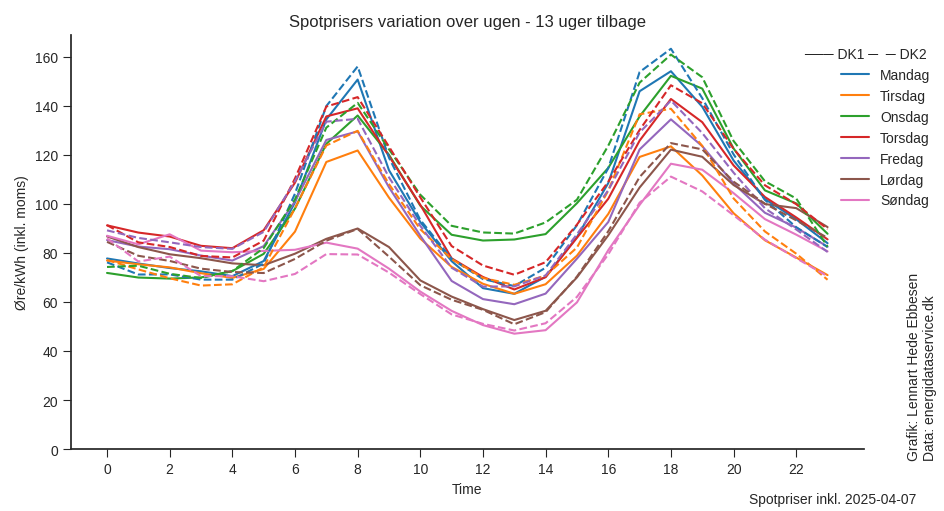 Spotprisers variation over ugen - 13 uger tilbage
DK1 DK2
Mandag
Tirsdag
Onsdag
Torsdag
Fredag
Lørdag
Søndag
Øre/kWh (inkl. moms)
160
140
120
100
80
60
40
20
0
0 2 4 6 8 10 12 14 16 18 20 22
Time
Grafik: Lennart Hede Ebbesen
Data: energidataservice.dk
Spotpriser inkl. 2025-04-07